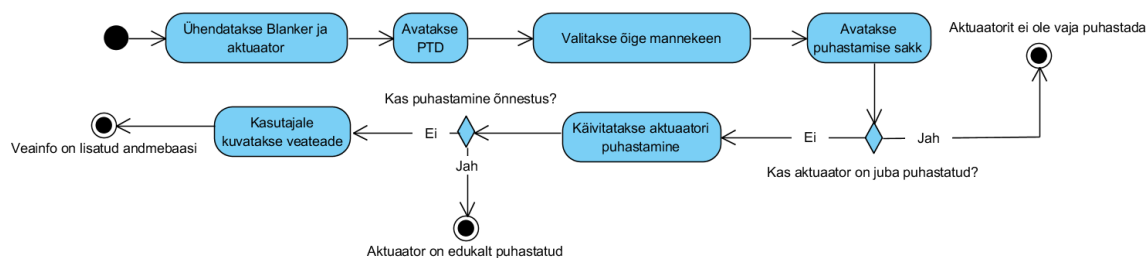 Ühendatakse Blanker ja
aktuaator
Avatakse
PTD
Valitakse õige mannekeen
Avatakse
puhastamise sakk
Aktuaatorit ei ole vaja puhastada
Kas puhastamine õnnestus?
Kasutajale
kuvatakse veateade
Ei
Käivitatakse aktuaatori
puhastamine
Ei
Jah
Veainfo on lisatud andmebaasi
Jah
Kas aktuaator on juba puhastatud?
Aktuaator on edukalt puhastatud